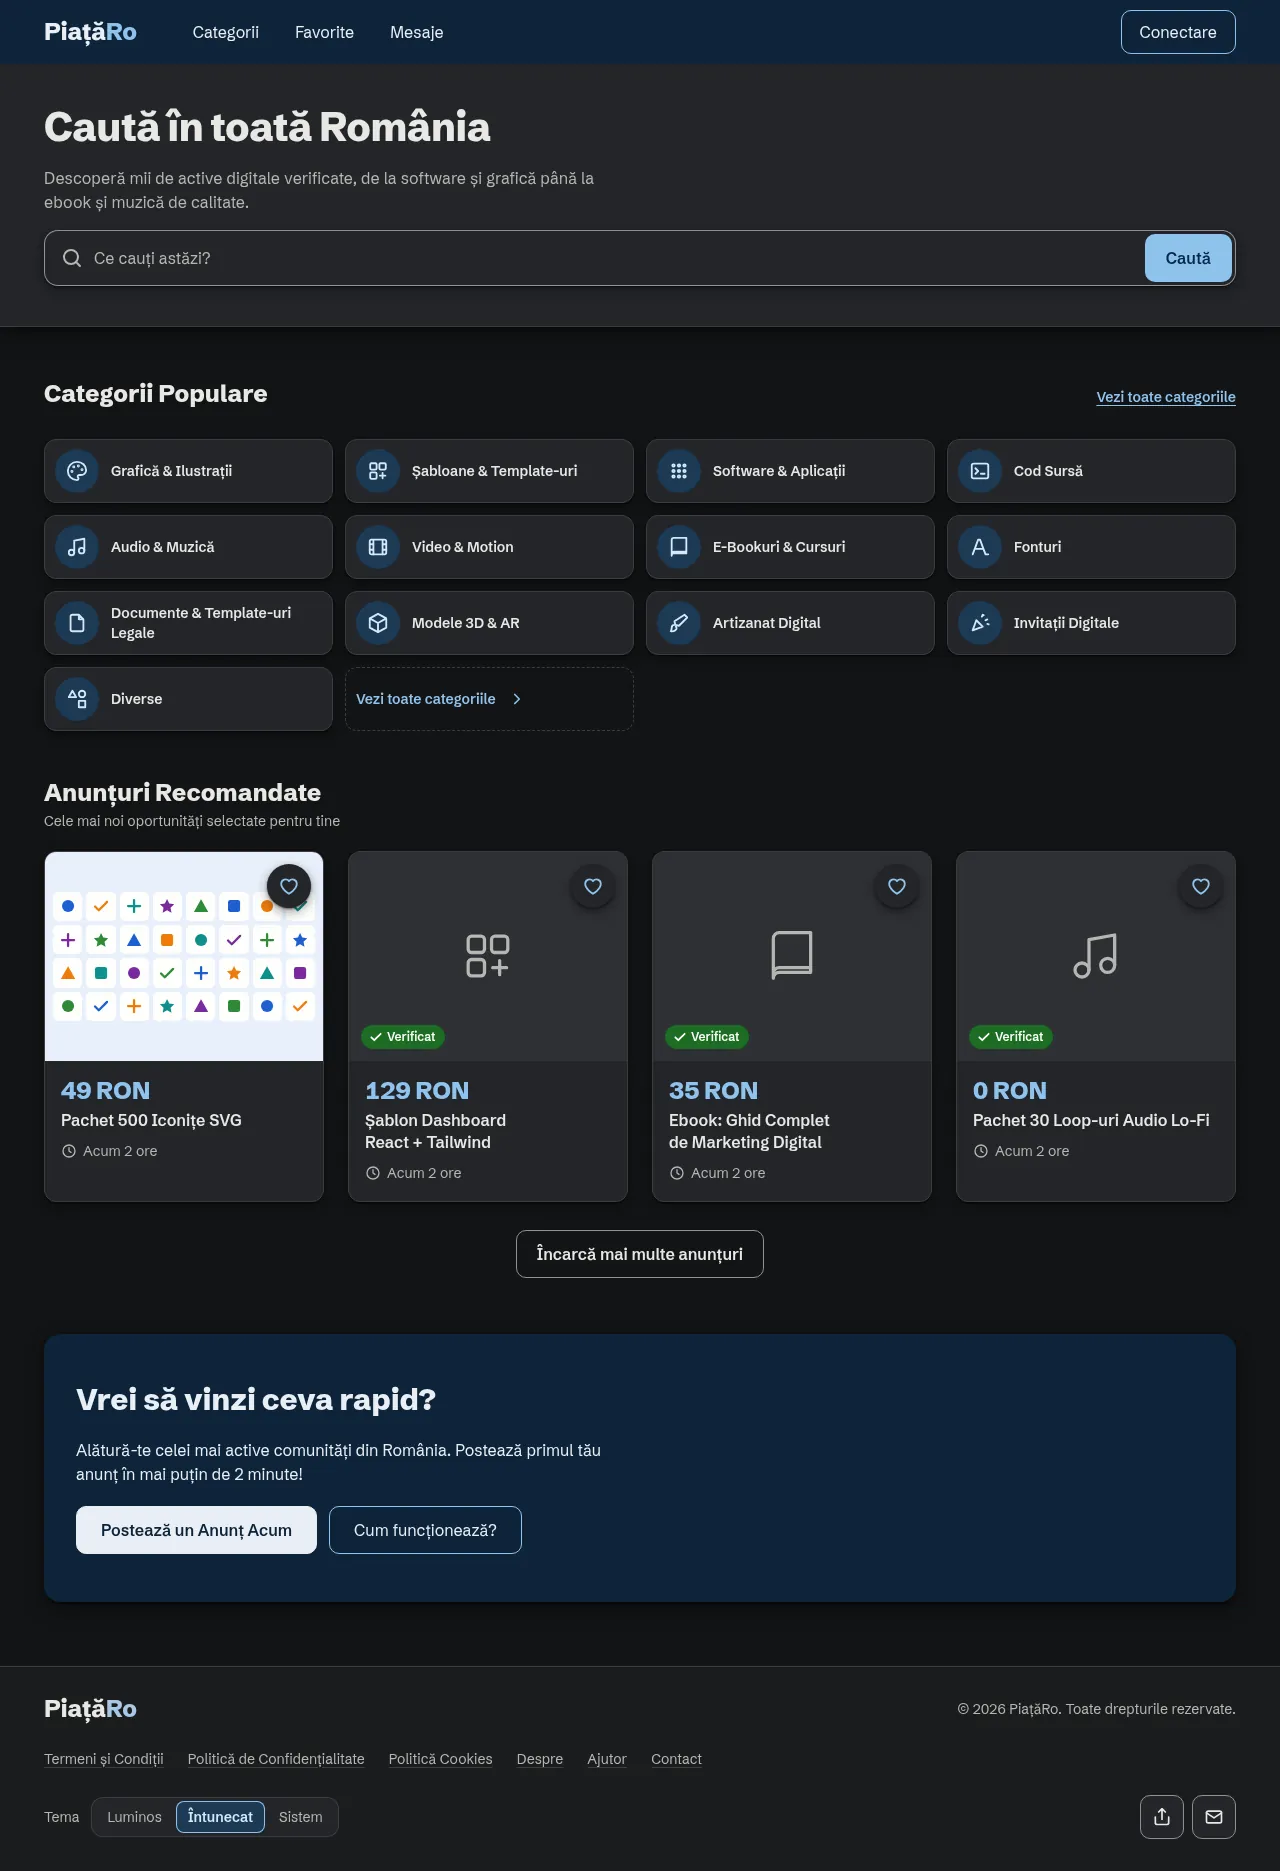 PiațăRo
Categorii
Favorite
Mesaje
Conectare
Caută în toată România
Descoperă mii de active digitale verificate, de la software și grafică până la
ebook și muzică de calitate.
Ce cauți astăzi?
Caută
Categorii Populare
Vezi toate categoriile
Grafică & Ilustrații
Șabloane & Template-uri
Software & Aplicații
Cod Sursă
Audio & Muzică
Video & Motion
E-Bookuri & Cursuri
Fonturi
Documente & Template-uri
Legale
Modele 3D & AR
Artizanat Digital
Invitații Digitale
Diverse
Vezi toate categoriile
Anunțuri Recomandate
Cele mai noi oportunități selectate pentru tine
49 RON
Pachet 500 Iconițe SVG
Acum 2 ore
Verificat
129 RON
Șablon Dashboard
React + Tailwind
Acum 2 ore
Verificat
35 RON
Ebook: Ghid Complet
de Marketing Digital
Acum 2 ore
Verificat
0 RON
Pachet 30 Loop-uri Audio Lo-Fi
Acum 2 ore
Încarcă mai multe anunțuri
Vrei să vinzi ceva rapid?
Alătură-te celei mai active comunități din România. Postează primul tău
anunț în mai puțin de 2 minute!
Postează un Anunț Acum
Cum funcționează?
PiațăRo
© 2026 PiațăRo. Toate drepturile rezervate.
Termeni și Condiții
Politică de Confidențialitate
Politică Cookies
Despre
Ajutor
Contact
Tema
Luminos
Întunecat
Sistem